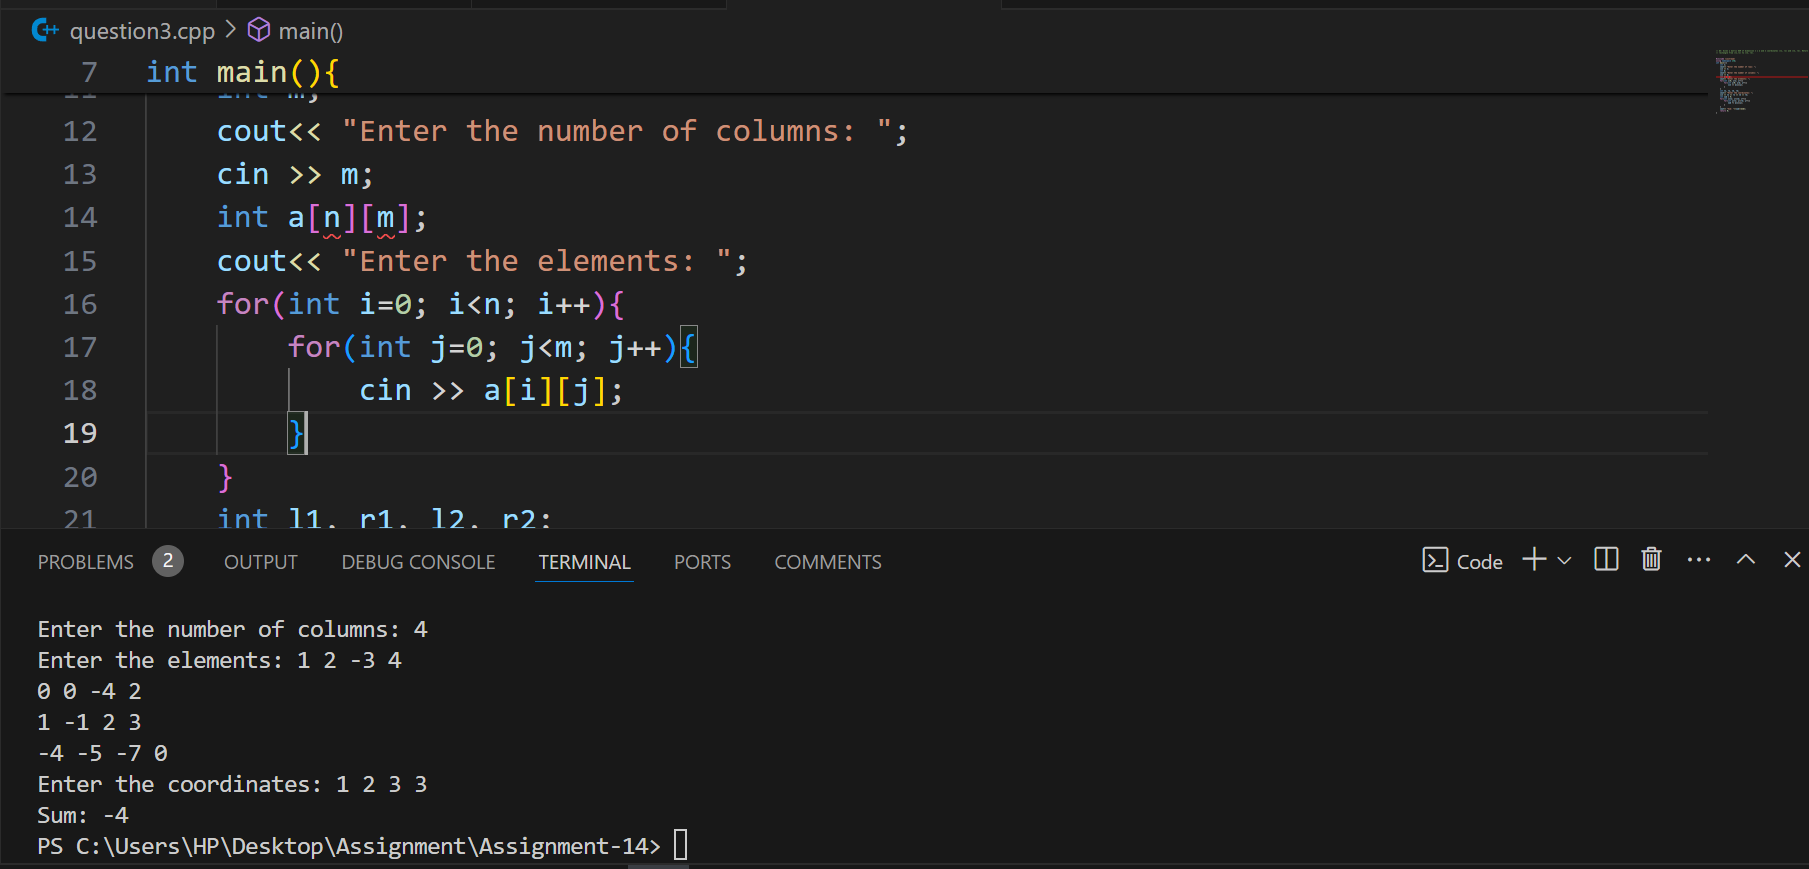 question3.cpp > main()
7 int main(){
11 int m;
12 cout<< "Enter the number of columns: ";
13 cin >> m;
14 int a[n][m];
15 cout<< "Enter the elements: ";
16 for(int i=0; i<n; i++){
17 for(int j=0; j<m; j++){
18 cin >> a[i][j];
19 }
20 }
21 int l1, r1, l2, r2;
PROBLEMS 2 OUTPUT DEBUG CONSOLE TERMINAL PORTS COMMENTS Code
Enter the number of columns: 4
Enter the elements: 1 2 -3 4
0 0 -4 2
1 -1 2 3
-4 -5 -7 0
Enter the coordinates: 1 2 3 3
Sum: -4
PS C:\Users\HP\Desktop\Assignment\Assignment-14>